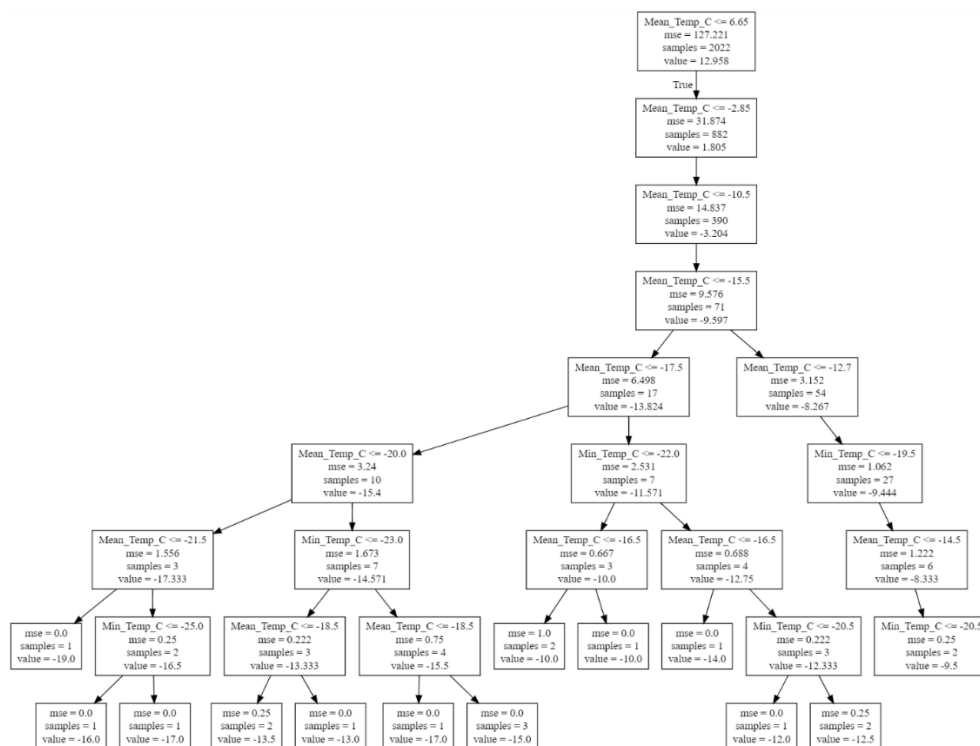 Mean_Temp_C <= 6.65
mse = 127.221
samples = 2022
value = 12.958
True
Mean_Temp_C <= -2.85
mse = 31.874
samples = 882
value = 1.805
Mean_Temp_C <= -10.5
mse = 14.837
samples = 390
value = -3.204
Mean_Temp_C <= -15.5
mse = 9.576
samples = 71
value = -9.597
Mean_Temp_C <= -17.5
mse = 6.498
samples = 17
value = -13.824
Mean_Temp_C <= -12.7
mse = 3.152
samples = 54
value = -8.267
Mean_Temp_C <= -20.0
mse = 3.24
samples = 10
value = -15.4
Min_Temp_C <= -22.0
mse = 2.531
samples = 7
value = -11.571
Min_Temp_C <= -19.5
mse = 1.062
samples = 27
value = -9.444
Mean_Temp_C <= -21.5
mse = 1.556
samples = 3
value = -17.333
Min_Temp_C <= -23.0
mse = 1.673
samples = 7
value = -14.571
Mean_Temp_C <= -16.5
mse = 0.667
samples = 3
value = -10.0
Mean_Temp_C <= -16.5
mse = 0.688
samples = 4
value = -12.75
Mean_Temp_C <= -14.5
mse = 1.222
samples = 6
value = -8.333
mse = 0.0
samples = 1
value = -19.0
Min_Temp_C <= -25.0
mse = 0.25
samples = 2
value = -16.5
Mean_Temp_C <= -18.5
mse = 0.222
samples = 3
value = -13.333
Mean_Temp_C <= -18.5
mse = 0.75
samples = 4
value = -15.5
mse = 1.0
samples = 2
value = -10.0
mse = 0.0
samples = 1
value = -10.0
mse = 0.0
samples = 1
value = -14.0
Min_Temp_C <= -20.5
mse = 0.222
samples = 3
value = -12.333
Min_Temp_C <= -20.5
mse = 0.25
samples = 2
value = -9.5
mse = 0.0
samples = 1
value = -16.0
mse = 0.0
samples = 1
value = -17.0
mse = 0.25
samples = 2
value = -13.5
mse = 0.0
samples = 1
value = -13.0
mse = 0.0
samples = 1
value = -17.0
mse = 0.0
samples = 3
value = -15.0
mse = 0.0
samples = 1
value = -12.0
mse = 0.25
samples = 2
value = -12.5